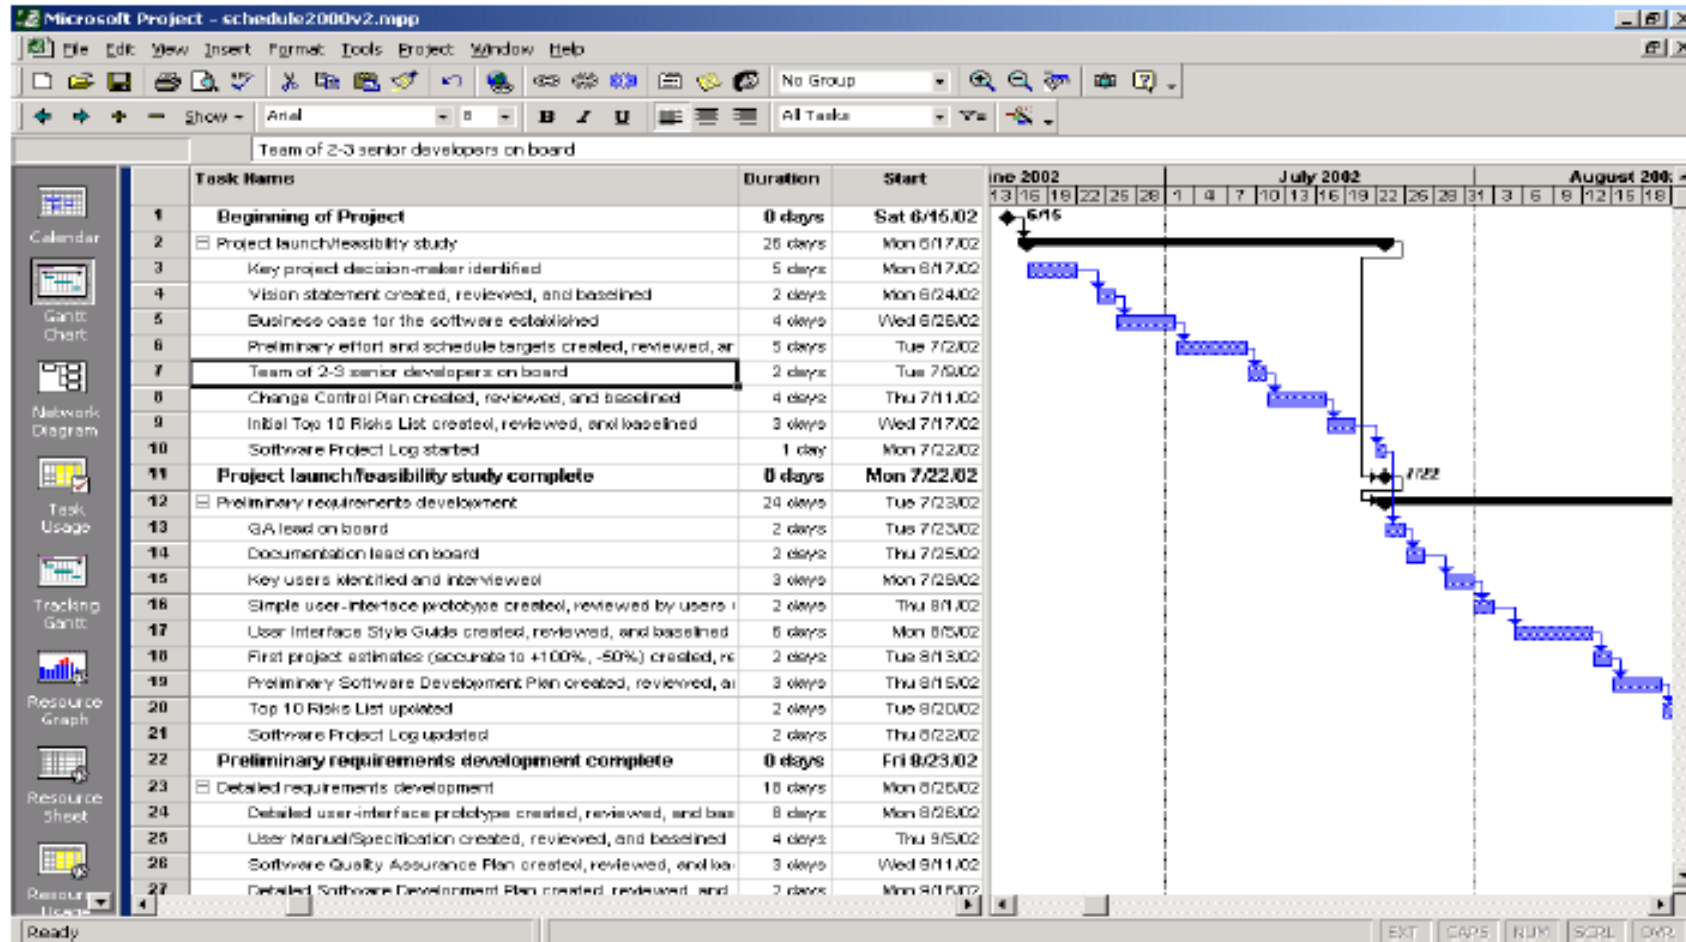 Microsoft Project - schedule2000v2.mpp
File Edit View Insert Format Tools Project Window Help
No Group
Show Arial 8 B I U All Tasks
Team of 2-3 senior developers on board
Task Name Duration Start ine 2002 July 2002 August 200
13 16 19 22 25 28 1 4 7 10 13 16 19 22 25 28 31 3 6 9 12 15 18
1 Beginning of Project 0 days Sat 6/15/02 6/15
Calendar
2 Project launch/feasibility study 26 days Mon 6/17/02
3 Key project decision-maker identified 5 days Mon 6/17/02
4 Vision statement created, reviewed, and baselined 2 days Mon 6/24/02
Gantt Chart
5 Business case for the software established 4 days Wed 6/26/02
6 Preliminary effort and schedule targets created, reviewed, ar 5 days Tue 7/2/02
7 Team of 2-3 senior developers on board 2 days Tue 7/9/02
8 Change Control Plan created, reviewed, and baselined 4 days Thu 7/11/02
Network Diagram
9 Initial Top 10 Risks List created, reviewed, and baselined 3 days Wed 7/17/02
10 Software Project Log started 1 day Mon 7/22/02
11 Project launch/feasibility study complete 0 days Mon 7/22/02 7/22
12 Preliminary requirements development 24 days Tue 7/23/02
Task Usage
13 QA lead on board 2 days Tue 7/23/02
14 Documentation lead on board 2 days Thu 7/25/02
15 Key users identified and interviewed 3 days Mon 7/29/02
16 Simple user-interface prototype created, reviewed by users 2 days Thu 8/1/02
Tracking Gantt
17 User Interface Style Guide created, reviewed, and baselined 6 days Mon 8/5/02
18 First project estimates (accurate to +100%, -50%) created, re 2 days Tue 8/13/02
19 Preliminary Software Development Plan created, reviewed, a 3 days Thu 8/15/02
20 Top 10 Risks List updated 2 days Tue 8/20/02
Resource Graph
21 Software Project Log updated 2 days Thu 8/22/02
22 Preliminary requirements development complete 0 days Fri 8/23/02
23 Detailed requirements development 18 days Mon 8/26/02
Resource Sheet
24 Detailed user-interface prototype created, reviewed, and bas 8 days Mon 8/26/02
25 User Manual/Specification created, reviewed, and baselined 4 days Thu 9/5/02
26 Software Quality Assurance Plan created, reviewed, and ba 3 days Wed 9/11/02
27 Detailed Software Development Plan created, reviewed, and 2 days Mon 9/16/02
Resour
Usage
Ready EXT CAPS NUM SCRL OVR